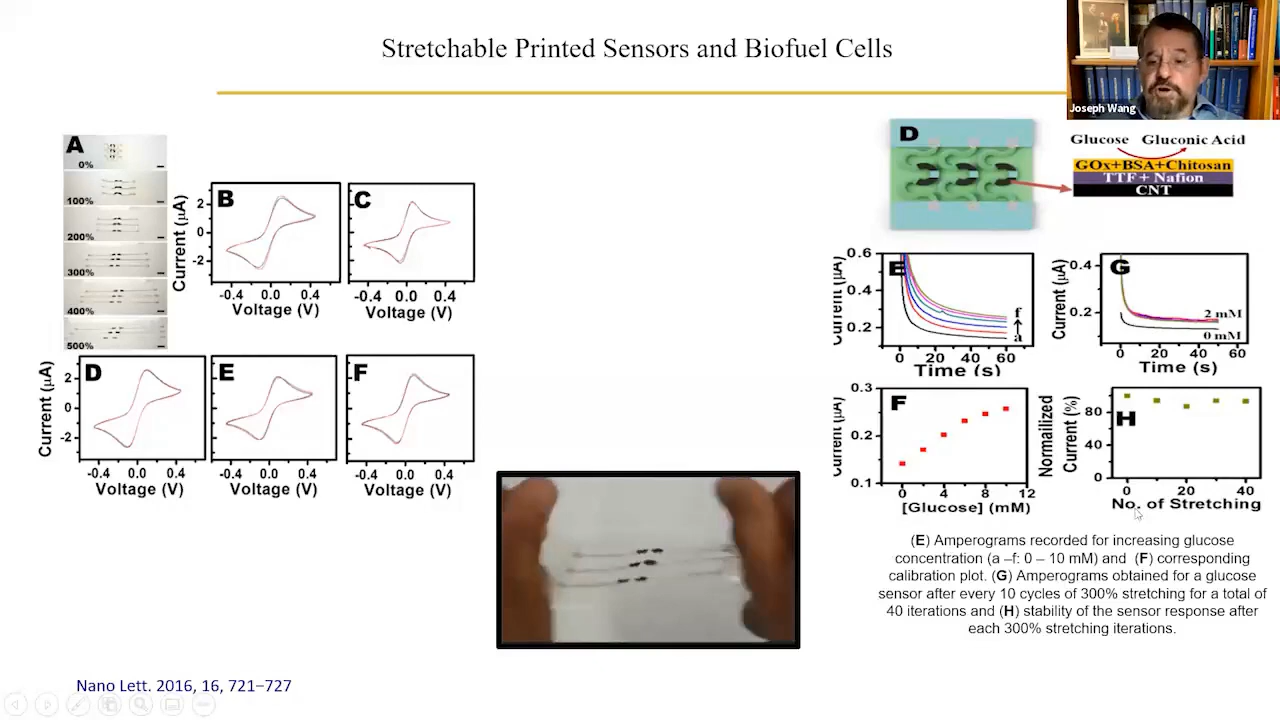 Stretchable Printed Sensors and Biofuel Cells
Joseph Wang
A
0%
100%
200%
300%
400%
500%
B
C
Current (µA)
2
0
-2
-0.4 0.0 0.4
Voltage (V)
-0.4 0.0 0.4
Voltage (V)
D
E
F
Current (µA)
2
0
-2
-0.4 0.0 0.4
Voltage (V)
-0.4 0.0 0.4
Voltage (V)
-0.4 0.0 0.4
Voltage (V)
D
Glucose Gluconic Acid
GOx+BSA+Chitosan
TTF + Nafion
CNT
E
Current (µA)
0.6
0.4
0.2
f
a
0 20 40 60
Time (s)
G
Current (µA)
0.4
0.2
2 mM
0 mM
0 20 40 60
Time (s)
F
Current (µA)
0.3
0.2
0.1
0 4 8 12
[Glucose] (mM)
H
Normailized
Current (%)
80
40
0
0 20 40
No. of Stretching
(E) Amperograms recorded for increasing glucose
concentration (a –f: 0 – 10 mM) and (F) corresponding
calibration plot. (G) Amperograms obtained for a glucose
sensor after every 10 cycles of 300% stretching for a total of
40 iterations and (H) stability of the sensor response after
each 300% stretching iterations.
Nano Lett. 2016, 16, 721−727